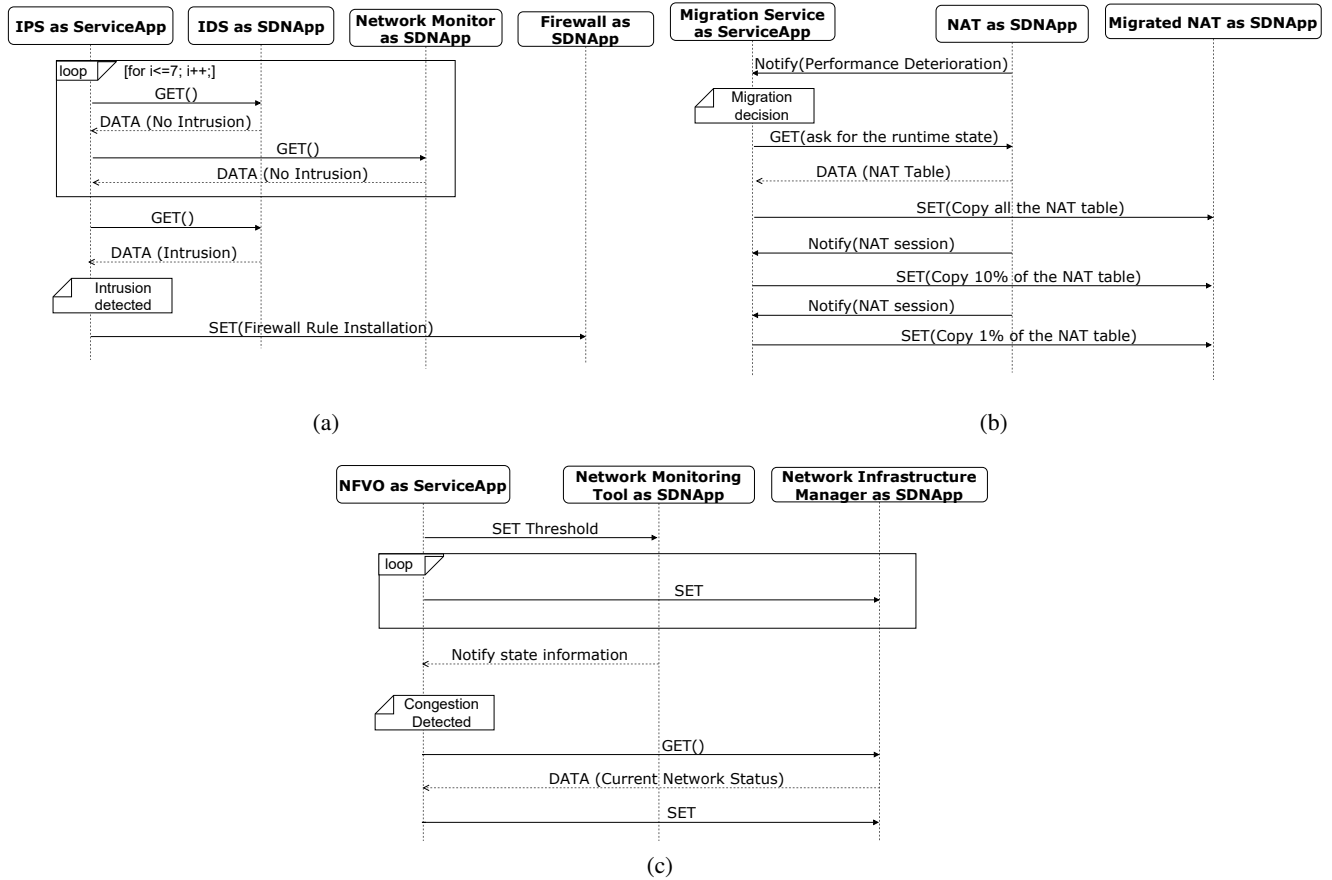 IPS as ServiceApp
IDS as SDNApp
Network Monitor
as SDNApp
Firewall as
SDNApp
loop
[for i<=7; i++;]
GET()
DATA (No Intrusion)
GET()
DATA (No Intrusion)
GET()
DATA (Intrusion)
Intrusion
detected
SET(Firewall Rule Installation)
(a)
Migration Service
as ServiceApp
NAT as SDNApp
Migrated NAT as SDNApp
Notify(Performance Deterioration)
Migration
decision
GET(ask for the runtime state)
DATA (NAT Table)
SET(Copy all the NAT table)
Notify(NAT session)
SET(Copy 10% of the NAT table)
Notify(NAT session)
SET(Copy 1% of the NAT table)
(b)
NFVO as ServiceApp
Network Monitoring
Tool as SDNApp
Network Infrastructure
Manager as SDNApp
SET Threshold
loop
SET
Notify state information
Congestion
Detected
GET()
DATA (Current Network Status)
SET
(c)